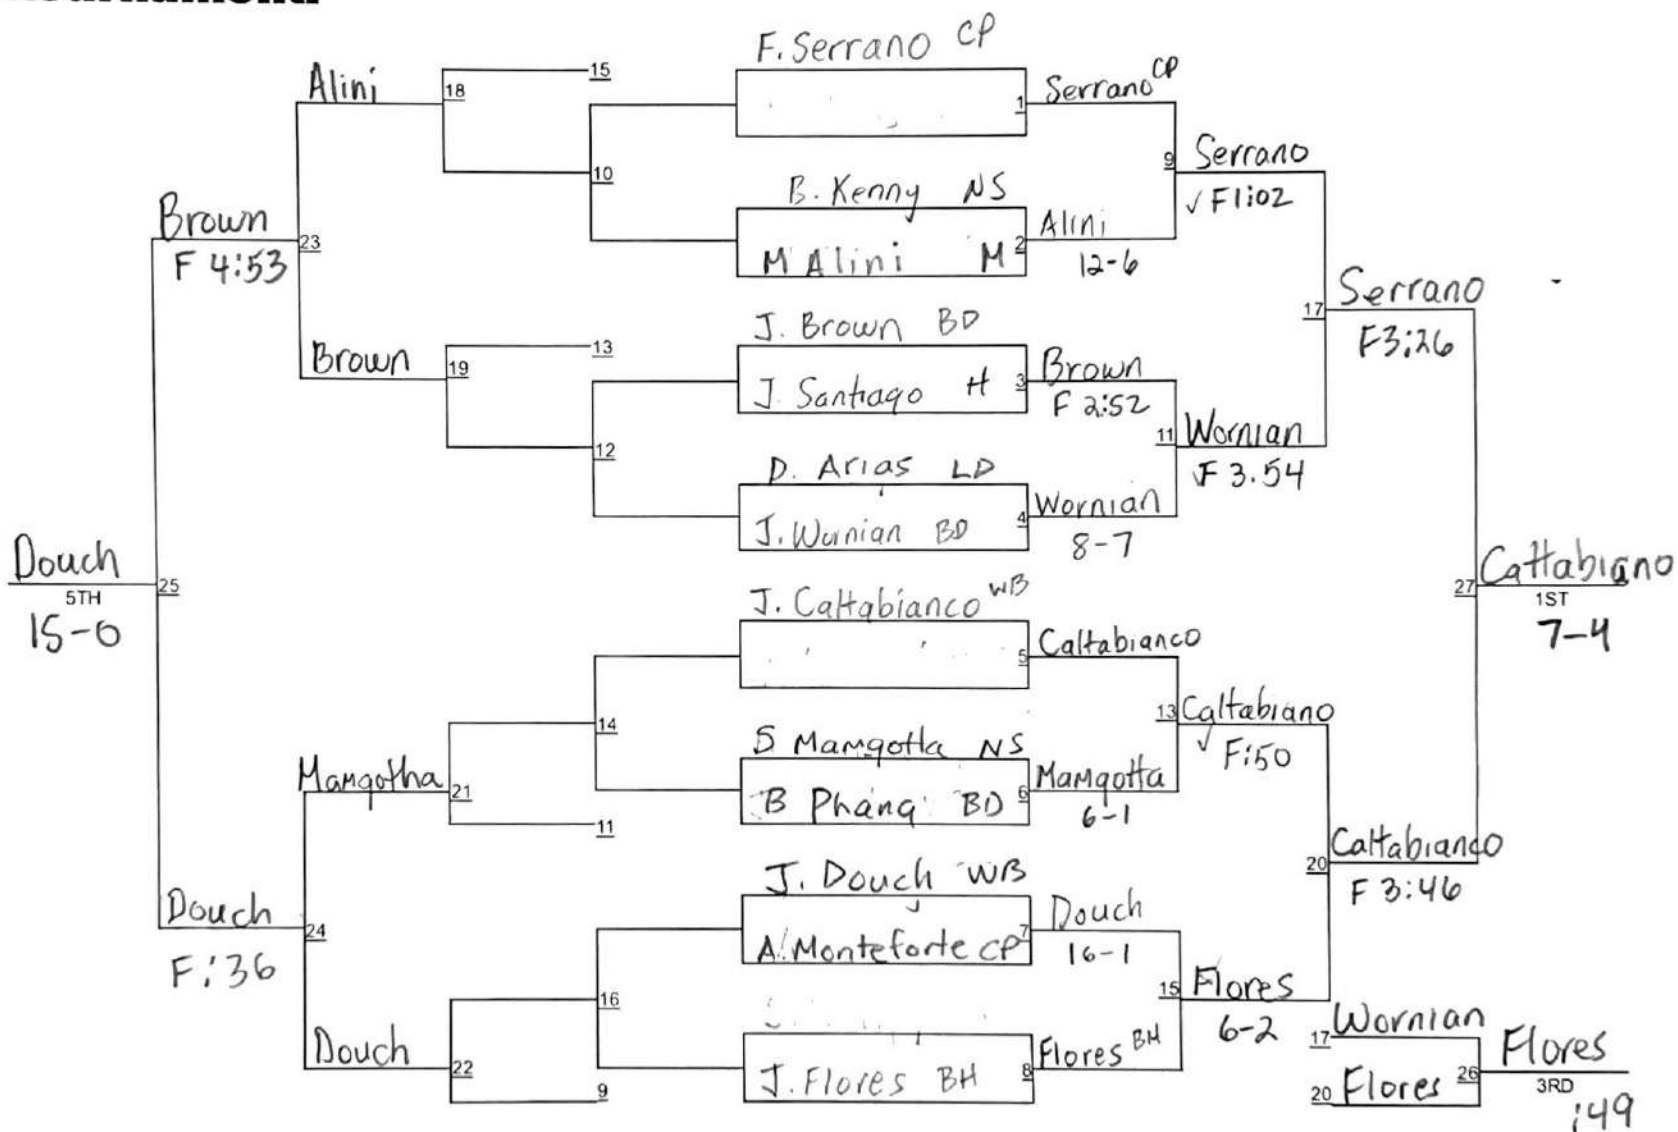 F. Serrano CP
Alini
18
15
1
Serrano CP
10
B. Kenny NS
9
Serrano
✓ F1:02
Brown
F 4:53
23
M Alini M
2
Alini
12-6
J. Brown BD
17
Serrano
F3:26
Brown
19
13
J. Santiago H
3
Brown
F 2:52
12
D. Arias LD
11
Wornian
✓F 3.54
J. Wornian BD
4
Wornian
8-7
Douch
5TH
15-0
25
J. Caltabianco WB
27
Cattabiano
1ST
7-4
5
Caltabianco
14
S Mamgotta NS
13
Caltabiano
✓ F:50
Mamgotha
21
B Phang BD
6
Mamgotta
6-1
11
J. Douch WB
20
Caltabianco
F 3:46
Douch
F:36
24
A. Monteforte CP
7
Douch
16-1
16
15
Flores
6-2
Douch
22
9
J. Flores BH
8
Flores BH
17
Wornian
20
Flores
26
Flores
3RD
:49